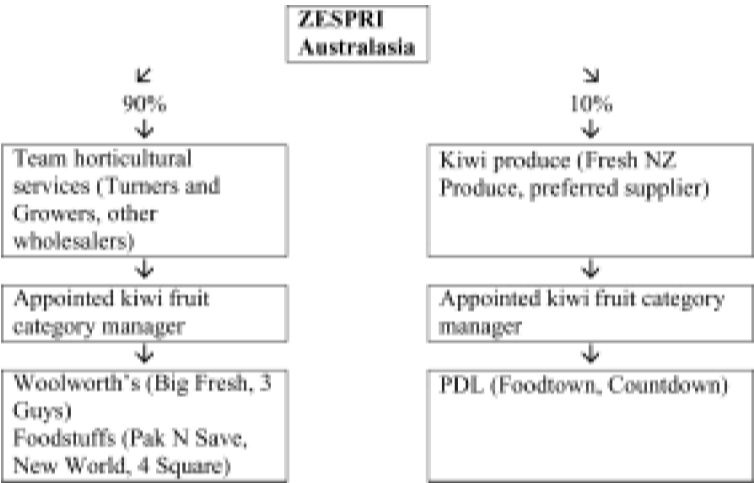 ZESPRI
Australasia
90%
10%
Team horticultural
services (Turners and
Growers, other
wholesalers)
Kiwi produce (Fresh NZ
Produce, preferred supplier)
Appointed kiwi fruit
category manager
Appointed kiwi fruit category
manager
Woolworth's (Big Fresh, 3
Guys)
Foodstuffs (Pak N Save,
New World, 4 Square)
PDL (Foodtown, Countdown)